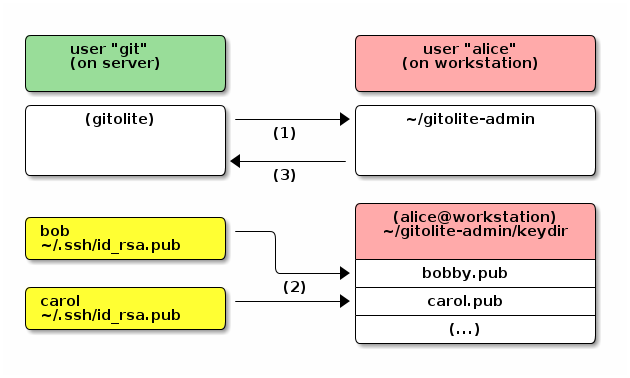 user "git"
(on server)
user "alice"
(on workstation)
(gitolite)
(1)
~/gitolite-admin
(3)
bob
~/.ssh/id_rsa.pub
(alice@workstation)
~/gitolite-admin/keydir
bobby.pub
(2)
carol
~/.ssh/id_rsa.pub
carol.pub
(...)